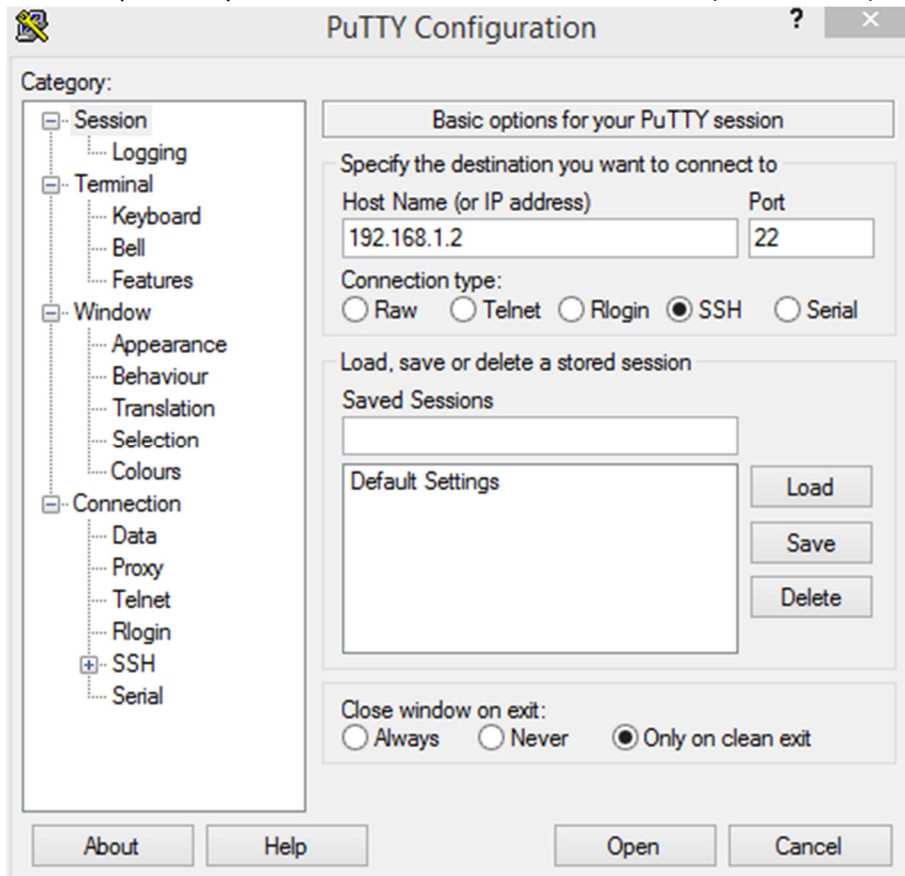 PuTTY Configuration ?
Category:
Session
Logging
Terminal
Keyboard
Bell
Features
Window
Appearance
Behaviour
Translation
Selection
Colours
Connection
Data
Proxy
Telnet
Rlogin
SSH
Serial
Basic options for your PuTTY session
Specify the destination you want to connect to
Host Name (or IP address) Port
192.168.1.2 22
Connection type:
Raw Telnet Rlogin SSH Serial
Load, save or delete a stored session
Saved Sessions
Default Settings
Load
Save
Delete
Close window on exit:
Always Never Only on clean exit
About Help Open Cancel